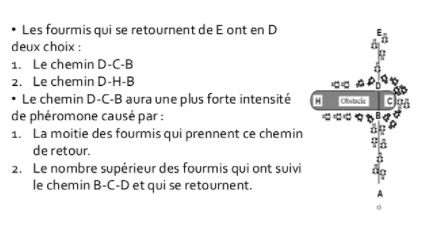 • Les fourmis qui se retournent de E ont en D
deux choix :
1. Le chemin D-C-B
2. Le chemin D-H-B
• Le chemin D-C-B aura une plus forte intensité
de phéromone causé par :
1. La moitie des fourmis qui prennent ce chemin
de retour.
2. Le nombre supérieur des fourmis qui ont suivi
le chemin B-C-D et qui se retournent.
E
D
H Obstacle C
B
A